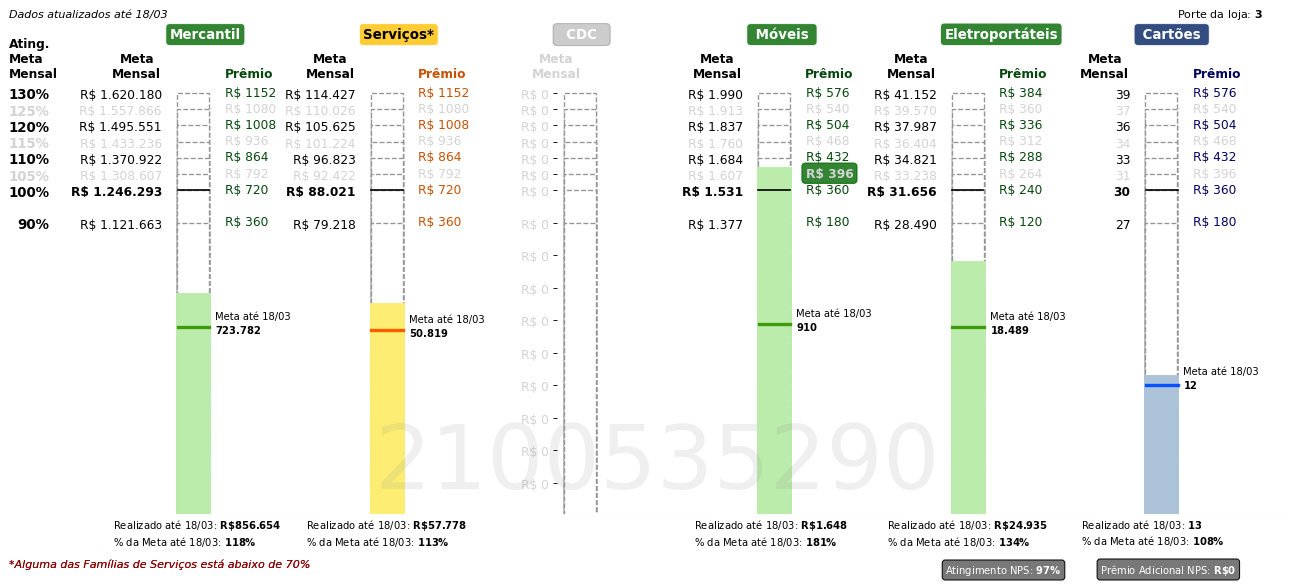 Dados atualizados até 18/03
Porte da loja: 3
Mercantil Serviços* CDC Móveis Eletroportáteis Cartões
Ating.
Meta Meta Meta Meta Meta Meta Meta
Mensal Mensal Prêmio Mensal Prêmio Mensal Mensal Prêmio Mensal Prêmio Mensal Prêmio
130% R$ 1.620.180 R$ 1152 R$ 114.427 R$ 1152 R$ 0 R$ 1.990 R$ 576 R$ 41.152 R$ 384 39 R$ 576
125% R$ 1.557.866 R$ 1080 R$ 110.026 R$ 1080 R$ 0 R$ 1.913 R$ 540 R$ 39.570 R$ 360 37 R$ 540
120% R$ 1.495.551 R$ 1008 R$ 105.625 R$ 1008 R$ 0 R$ 1.837 R$ 504 R$ 37.987 R$ 336 36 R$ 504
115% R$ 1.433.236 R$ 936 R$ 101.224 R$ 936 R$ 0 R$ 1.760 R$ 468 R$ 36.404 R$ 312 34 R$ 468
110% R$ 1.370.922 R$ 864 R$ 96.823 R$ 864 R$ 0 R$ 1.684 R$ 432 R$ 34.821 R$ 288 33 R$ 432
105% R$ 1.308.607 R$ 792 R$ 92.422 R$ 792 R$ 0 R$ 1.607 R$ 396 R$ 33.238 R$ 264 31 R$ 396
100% R$ 1.246.293 R$ 720 R$ 88.021 R$ 720 R$ 0 R$ 1.531 R$ 360 R$ 31.656 R$ 240 30 R$ 360
90% R$ 1.121.663 R$ 360 R$ 79.218 R$ 360 R$ 0 R$ 1.377 R$ 180 R$ 28.490 R$ 120 27 R$ 180
R$ 0
R$ 0
R$ 0
R$ 0
R$ 0
R$ 0
R$ 0
R$ 0
Meta até 18/03
723.782
Meta até 18/03
50.819
Meta até 18/03
910
Meta até 18/03
18.489
Meta até 18/03
12
2100535290
Realizado até 18/03: R$856.654 Realizado até 18/03: R$57.778 Realizado até 18/03: R$1.648 Realizado até 18/03: R$24.935 Realizado até 18/03: 13
% da Meta até 18/03: 118% % da Meta até 18/03: 113% % da Meta até 18/03: 181% % da Meta até 18/03: 134% % da Meta até 18/03: 108%
*Alguma das Famílias de Serviços está abaixo de 70%
Atingimento NPS: 97% Prêmio Adicional NPS: R$0